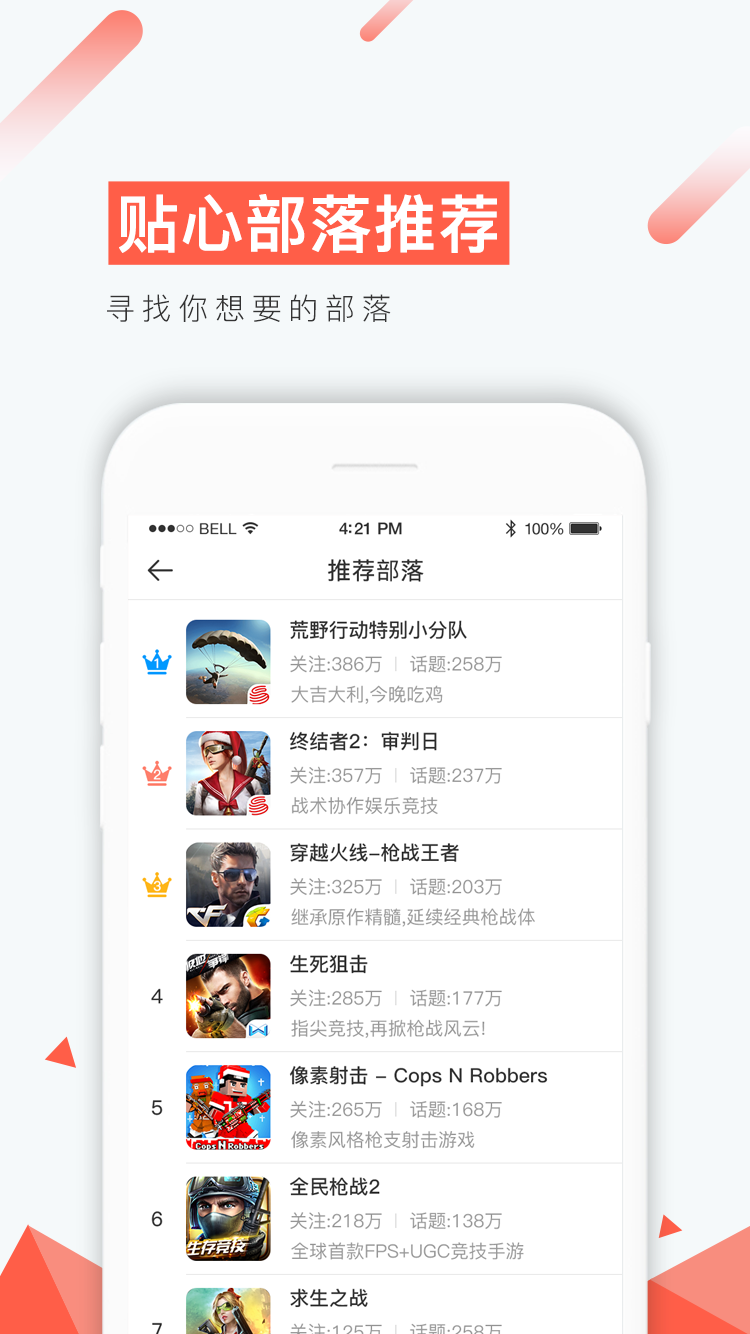 贴心部落推荐
寻找你想要的部落
BELL 4:21 PM 100%
推荐部落
荒野行动特别小分队
1
关注:386万 | 话题:258万
大吉大利,今晚吃鸡
终结者2：审判日
2
关注:357万 | 话题:237万
战术协作娱乐竞技
穿越火线-枪战王者
3
关注:325万 | 话题:203万
CF
继承原作精髓,延续经典枪战体
生死狙击
4
关注:285万 | 话题:177万
指尖竞技,再掀枪战风云!
像素射击 - Cops N Robbers
5
关注:265万 | 话题:168万
像素风格枪支射击游戏
Cops N Robbers
全民枪战2
6
关注:218万 | 话题:138万
生存竞技
全球首款FPS+UGC竞技手游
求生之战
7
关注:125万 | 话题:258万